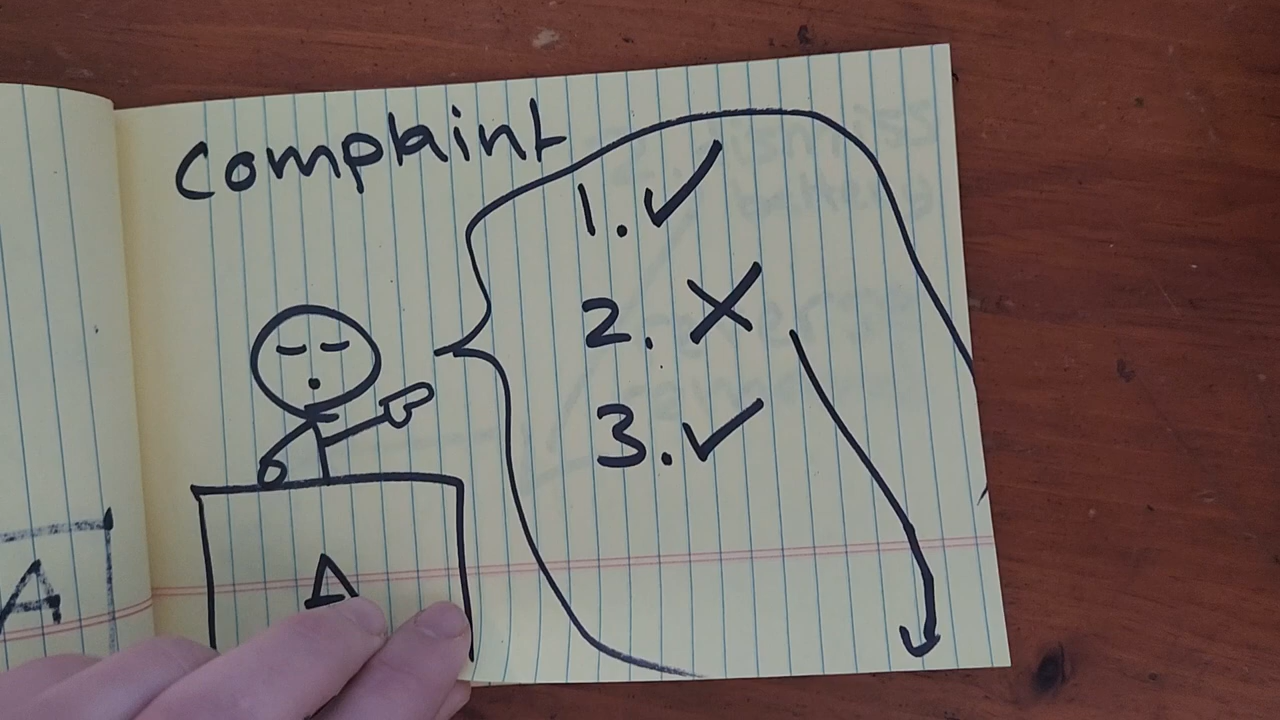 Complaint
1. ✓
2. X
3. ✓
A
A